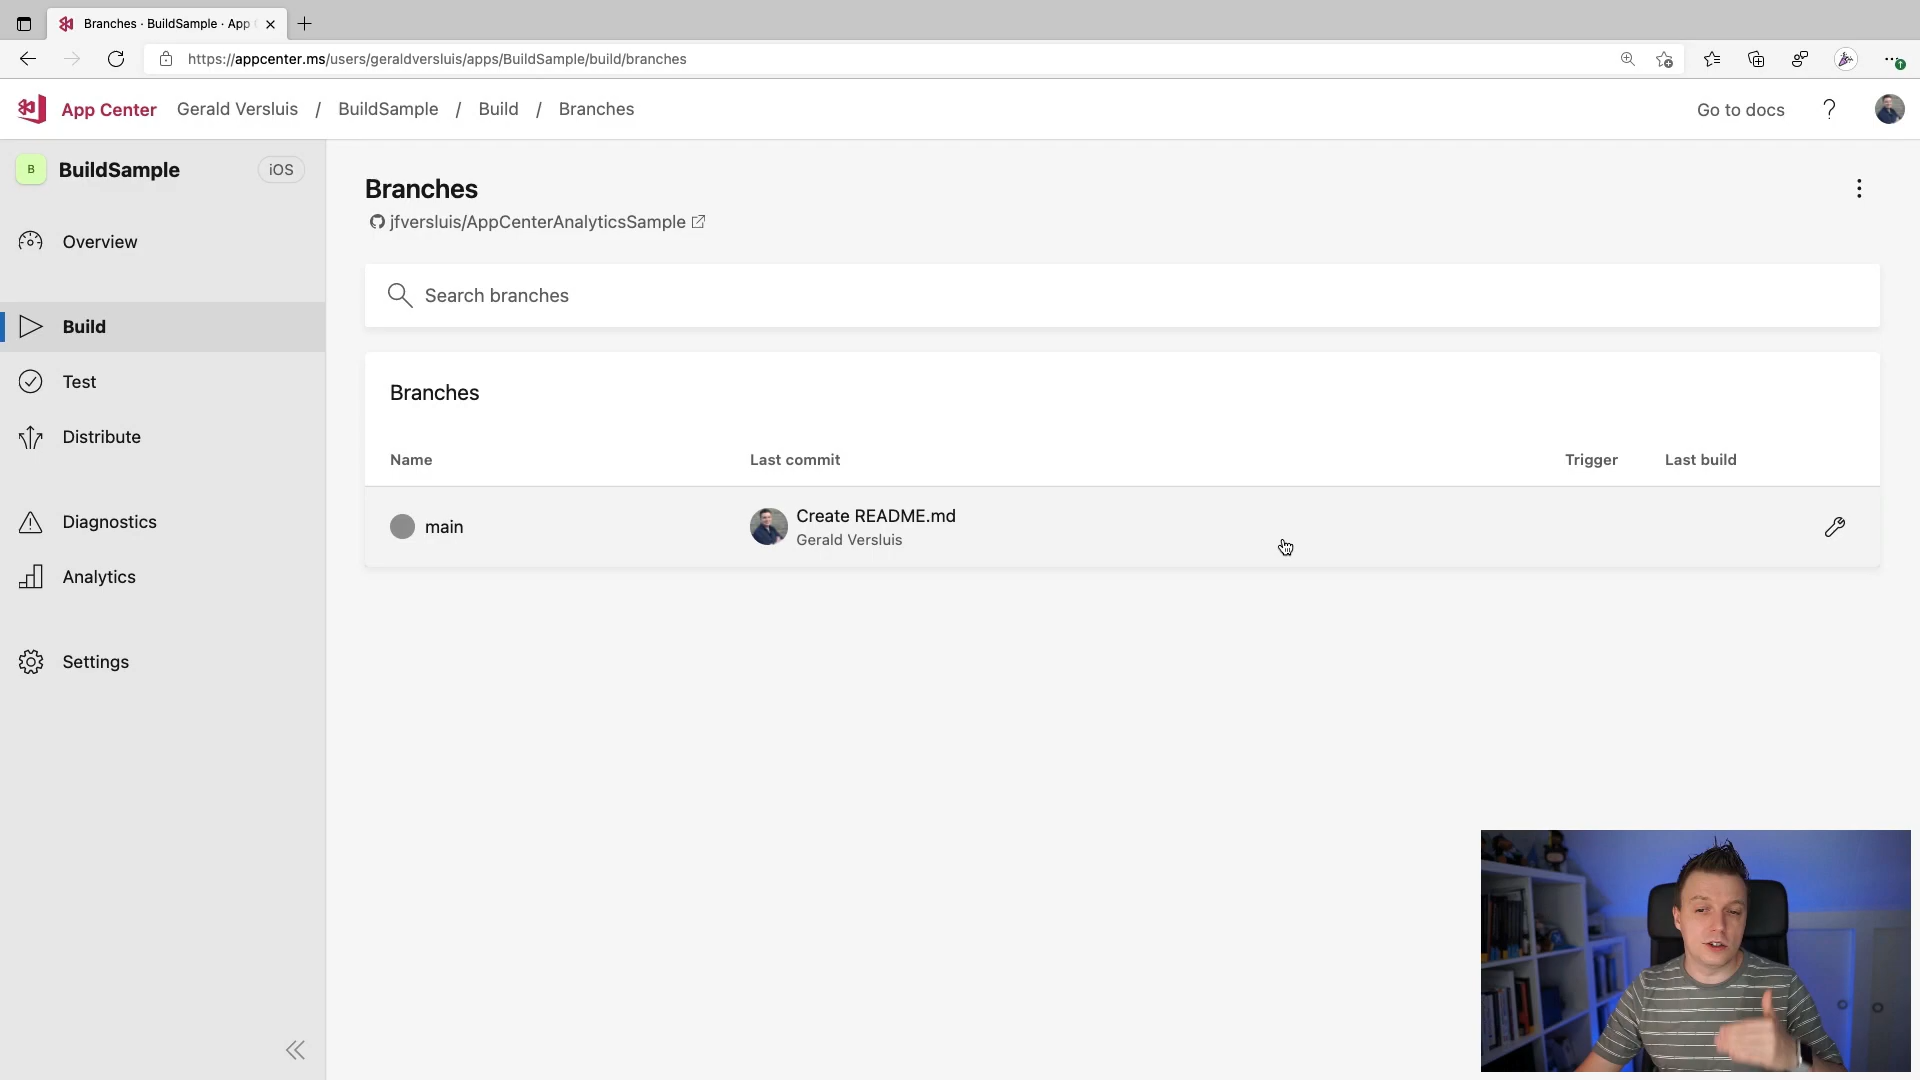 Branches · BuildSample · App
https://appcenter.ms/users/geraldversluis/apps/BuildSample/build/branches
App Center Gerald Versluis / BuildSample / Build / Branches Go to docs ?
B BuildSample iOS
Overview
Build
Test
Distribute
Diagnostics
Analytics
Settings
Branches
jfversluis/AppCenterAnalyticsSample
Search branches
Branches
Name Last commit Trigger Last build
main Create README.md
Gerald Versluis